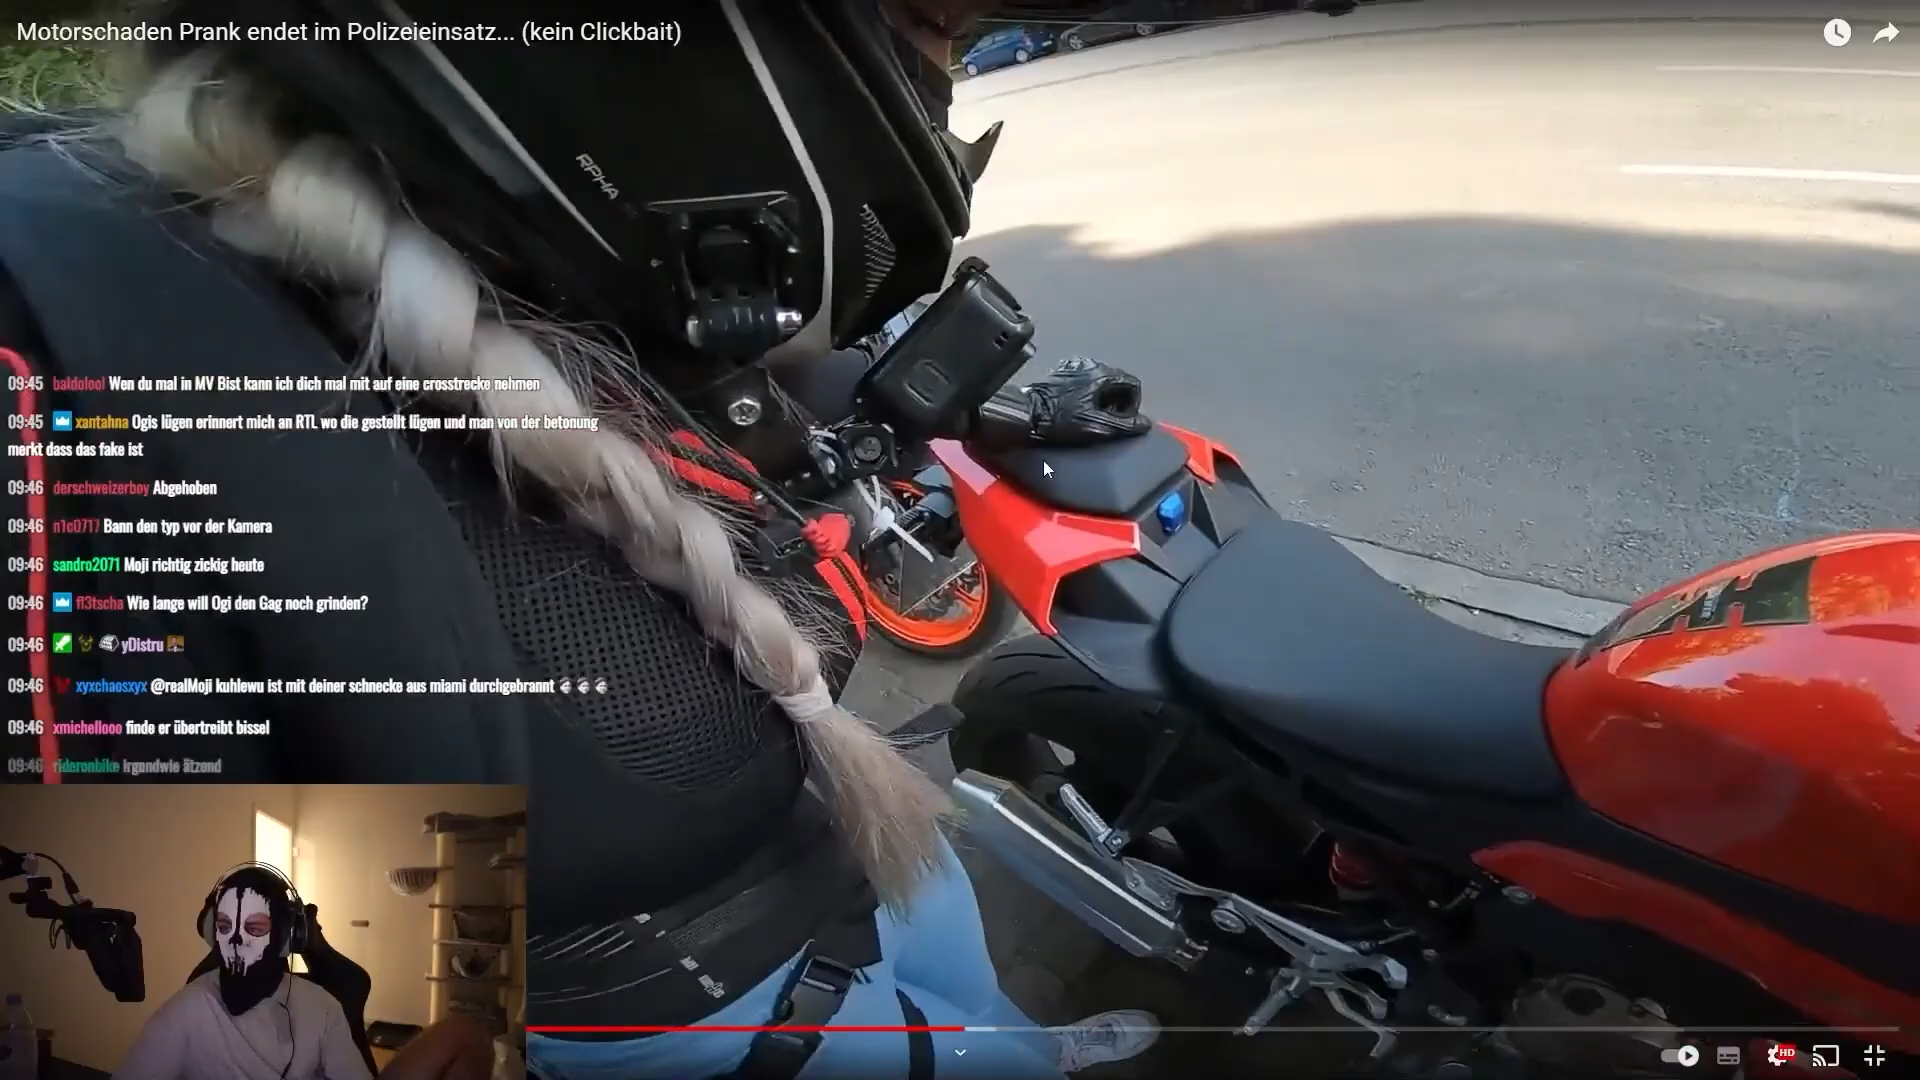 Motorschaden Prank endet im Polizeieinsatz... (kein Clickbait)
RPHA
09:45 baldolool Wen du mal in MV Bist kann ich dich mal mit auf eine crosstrecke nehmen
09:45 xantahna Ogis lügen erinnert mich an RTL wo die gestellt lügen und man von der betonung
merkt dass das fake ist
09:46 derschweizerboy Abgehoben
09:46 n1c0717 Bann den typ vor der Kamera
09:46 sandro2071 Moji richtig zickig heute
09:46 fl3tscha Wie lange will Ogi den Gag noch grinden?
09:46 yDistru
09:46 xyxchaosxyx @realMoji kuhlewu ist mit deiner schnecke aus miami durchgebrannt
09:46 xmichellooo finde er übertreibt bissel
09:46 rideronbike irgendwie ätzend
HD